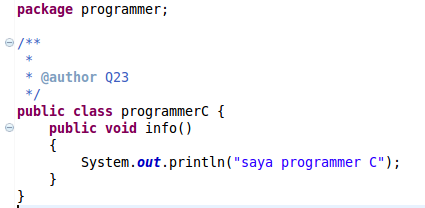 package programmer;
/**
 *
 * @author Q23
 */
public class programmerC {
    public void info()
    {
        System.out.println("saya programmer C");
    }
}